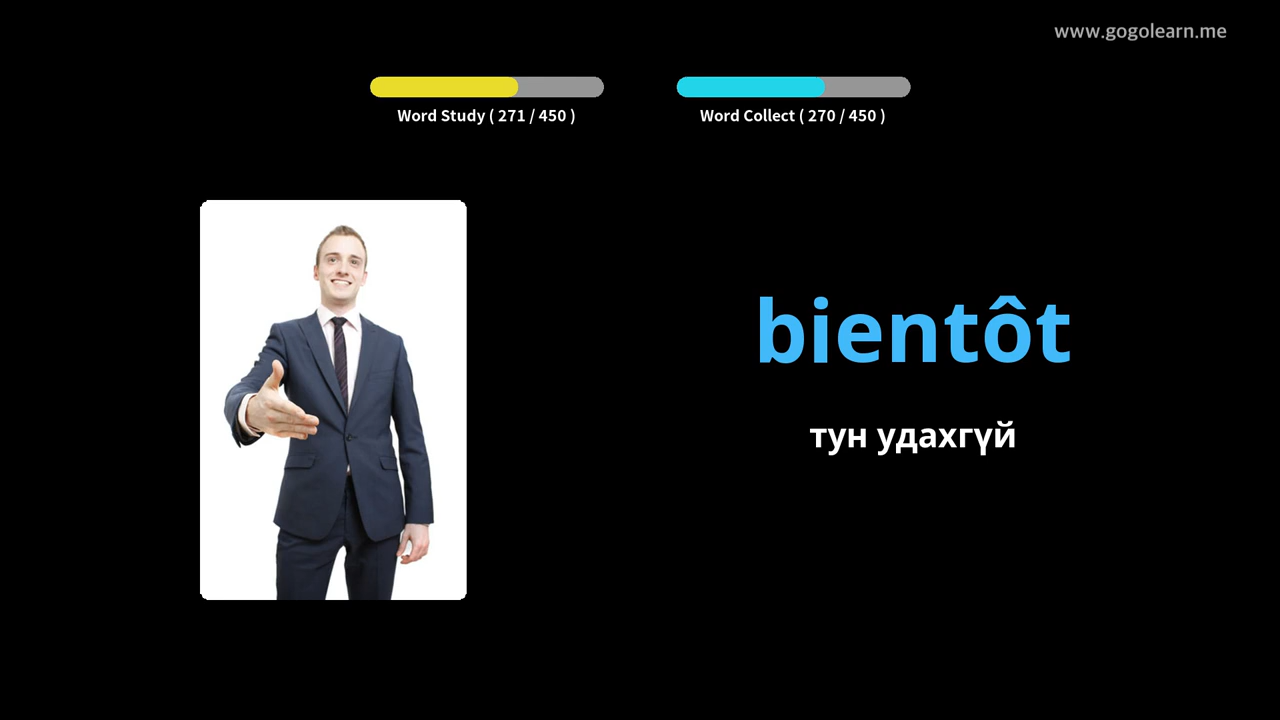 www.gogolearn.me
Word Study ( 271 / 450 )
Word Collect ( 270 / 450 )
bientôt
тун удахгүй